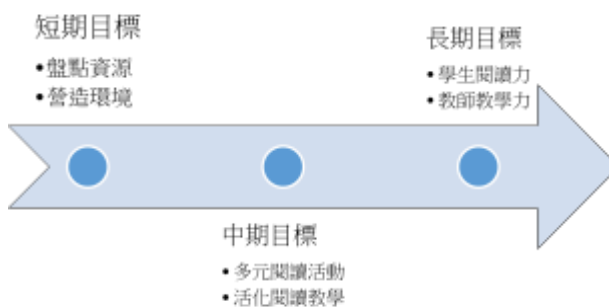 短期目標
•盤點資源
•營造環境
中期目標
•多元閱讀活動
•活化閱讀教學
長期目標
•學生閱讀力
•教師教學力